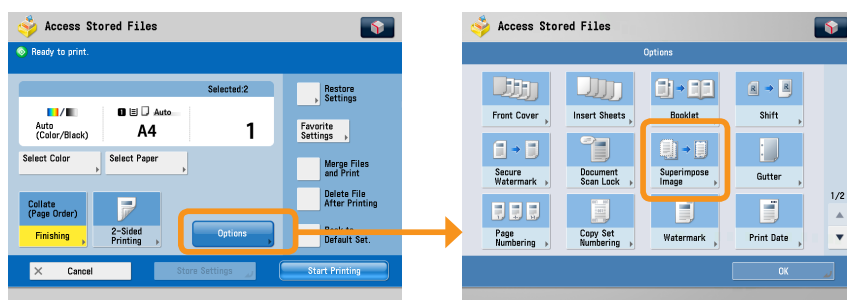 Access Stored Files
Ready to print.
Selected:2
Auto
(Color/Black)
Auto
A4
1
Select Color
Select Paper
Collate
(Page Order)
Finishing
2-Sided
Printing
Options
Restore
Settings
Favorite
Settings
Merge Files
and Print
Delete File
After Printing
Default Set.
Cancel
Store Settings
Start Printing
Access Stored Files
Options
Front Cover
Insert Sheets
Booklet
Shift
Secure
Watermark
Document
Scan Lock
Superimpose
Image
Gutter
Page
Numbering
Copy Set
Numbering
Watermark
Print Date
1/2
OK